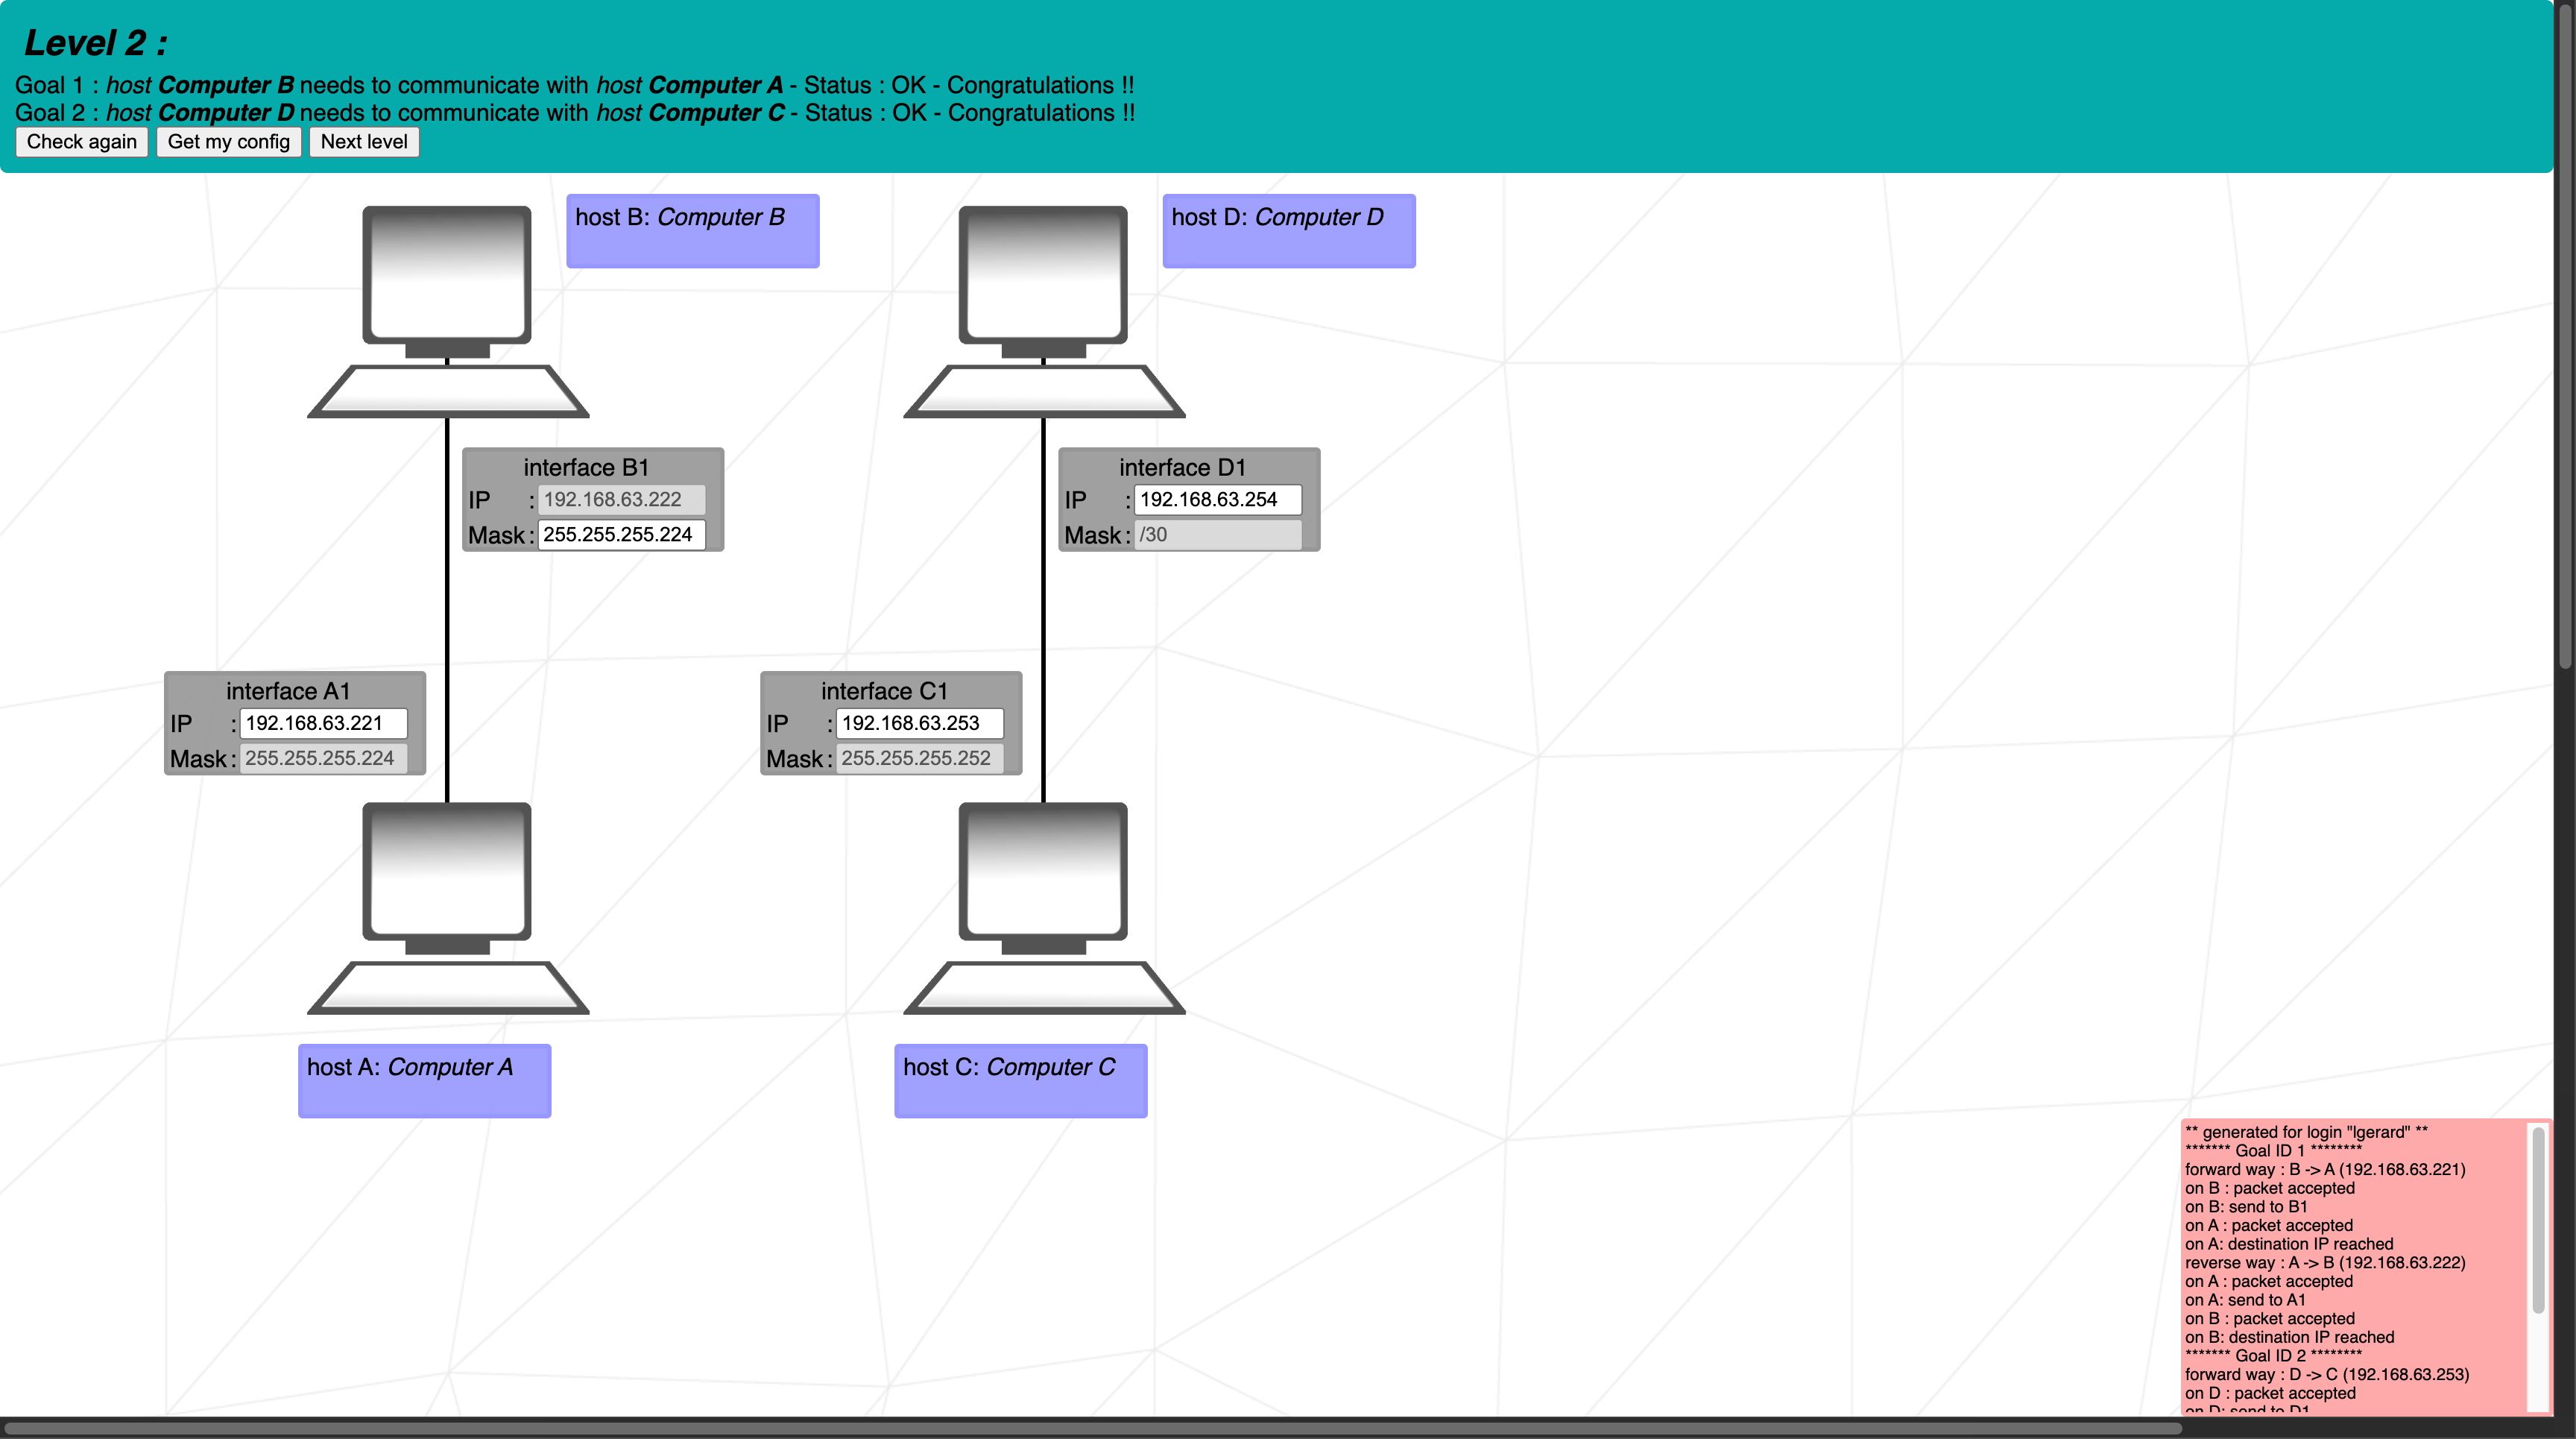 Level 2 :
Goal 1 : host Computer B needs to communicate with host Computer A - Status : OK - Congratulations !!
Goal 2 : host Computer D needs to communicate with host Computer C - Status : OK - Congratulations !!
Check again Get my config Next level
host B: Computer B
host D: Computer D
interface B1
IP : 192.168.63.222
Mask : 255.255.255.224
interface D1
IP : 192.168.63.254
Mask : /30
interface A1
IP : 192.168.63.221
Mask : 255.255.255.224
interface C1
IP : 192.168.63.253
Mask : 255.255.255.252
host A: Computer A
host C: Computer C
** generated for login "lgerard" **
******* Goal ID 1 ********
forward way : B -> A (192.168.63.221)
on B : packet accepted
on B: send to B1
on A : packet accepted
on A: destination IP reached
reverse way : A -> B (192.168.63.222)
on A : packet accepted
on A: send to A1
on B : packet accepted
on B: destination IP reached
******* Goal ID 2 ********
forward way : D -> C (192.168.63.253)
on D : packet accepted
on D: send to D1